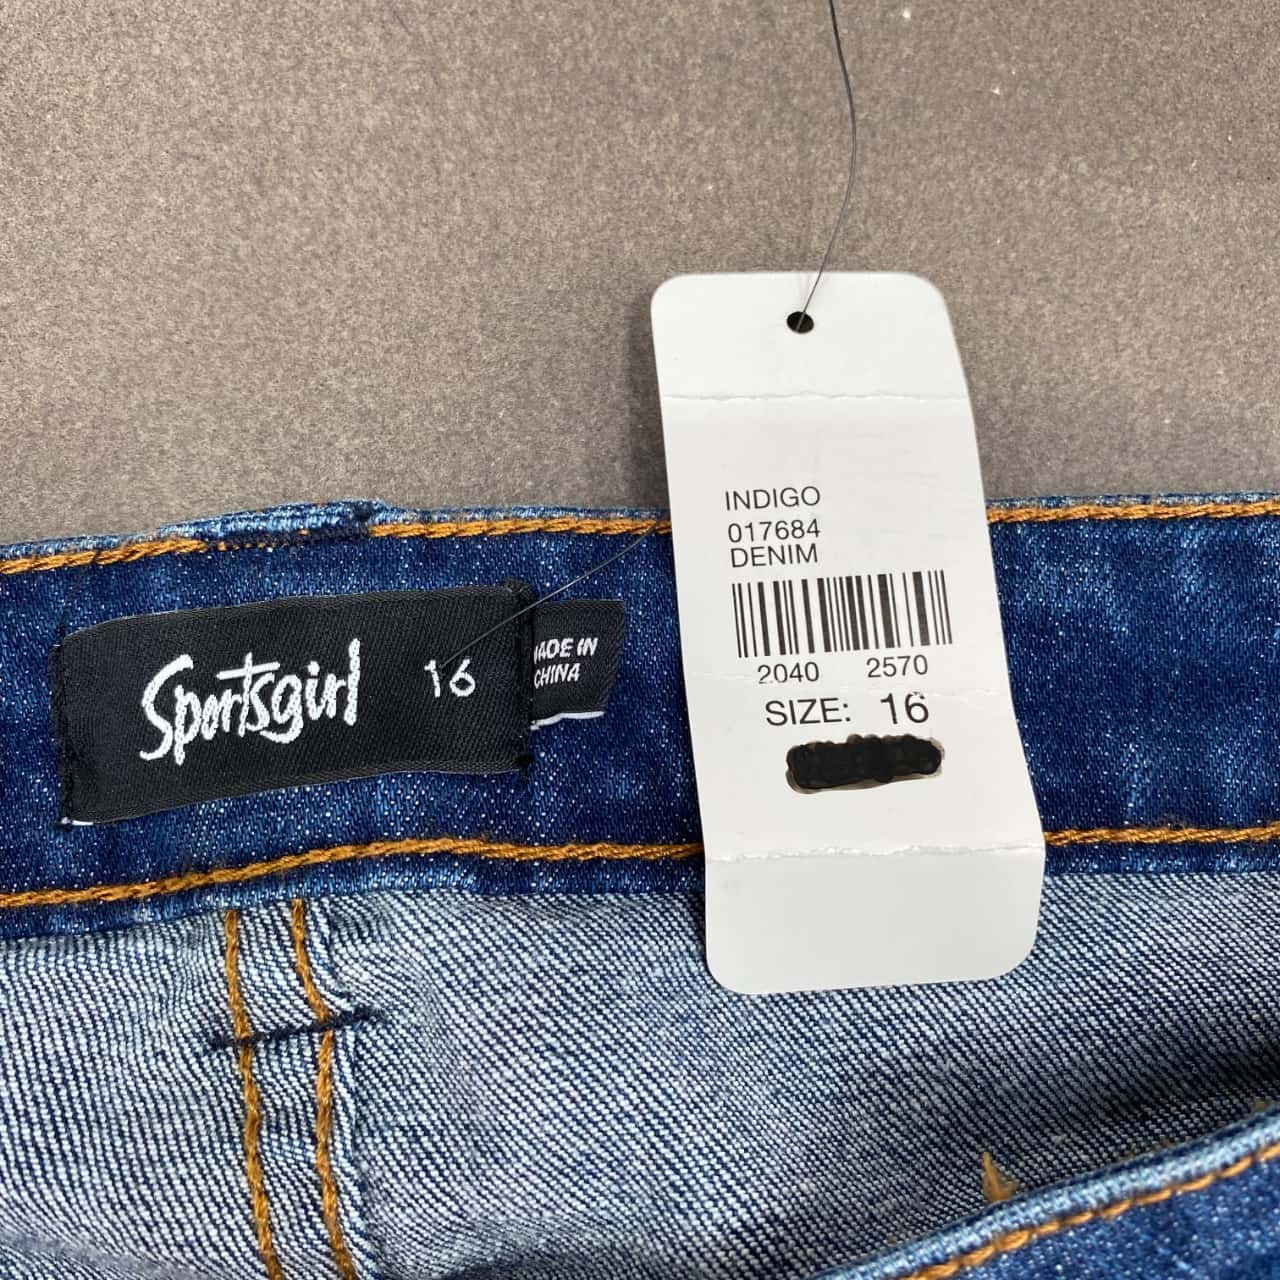 Sportsgirl 16
MADE IN
CHINA
INDIGO
017684
DENIM
2040 2570
SIZE: 16